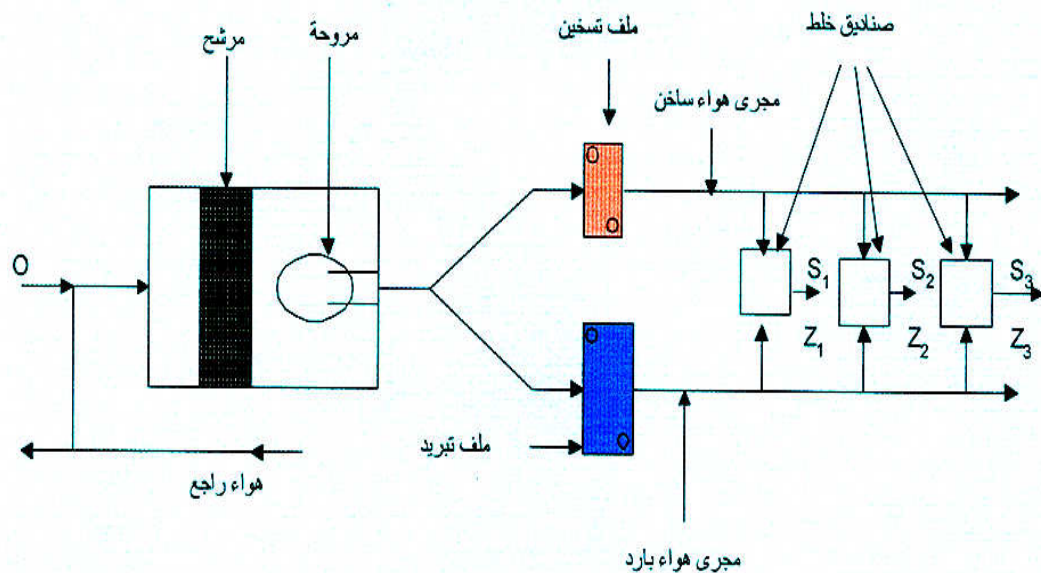 صناديق خلط
ملف تسخين
مروحة
مرشح
مجرى هواء ساخن
O
O
O
S1
S2
S3
Z1
Z2
Z3
O
O
ملف تبريد
هواء راجع
مجرى هواء بارد